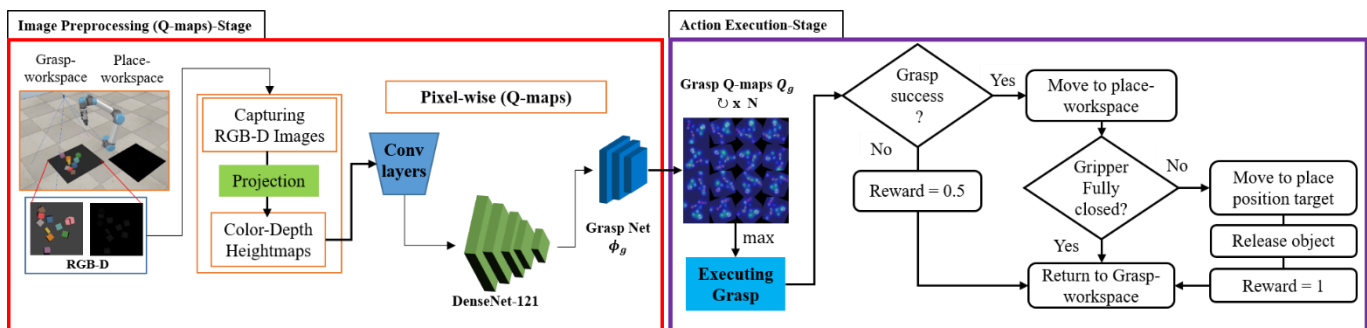 Image Preprocessing (Q-maps)-Stage
Grasp-
workspace
Place-
workspace
RGB-D
Capturing
RGB-D Images
Projection
Color-Depth
Heightmaps
Pixel-wise (Q-maps)
Conv
layers
DenseNet-121
Grasp Net
ϕg
Action Execution-Stage
Grasp Q-maps Qg
↻ x N
max
Executing
Grasp
Grasp
success
?
Yes
No
Reward = 0.5
Move to place-
workspace
Gripper
Fully
closed?
No
Yes
Move to place
position target
Release object
Reward = 1
Return to Grasp-
workspace